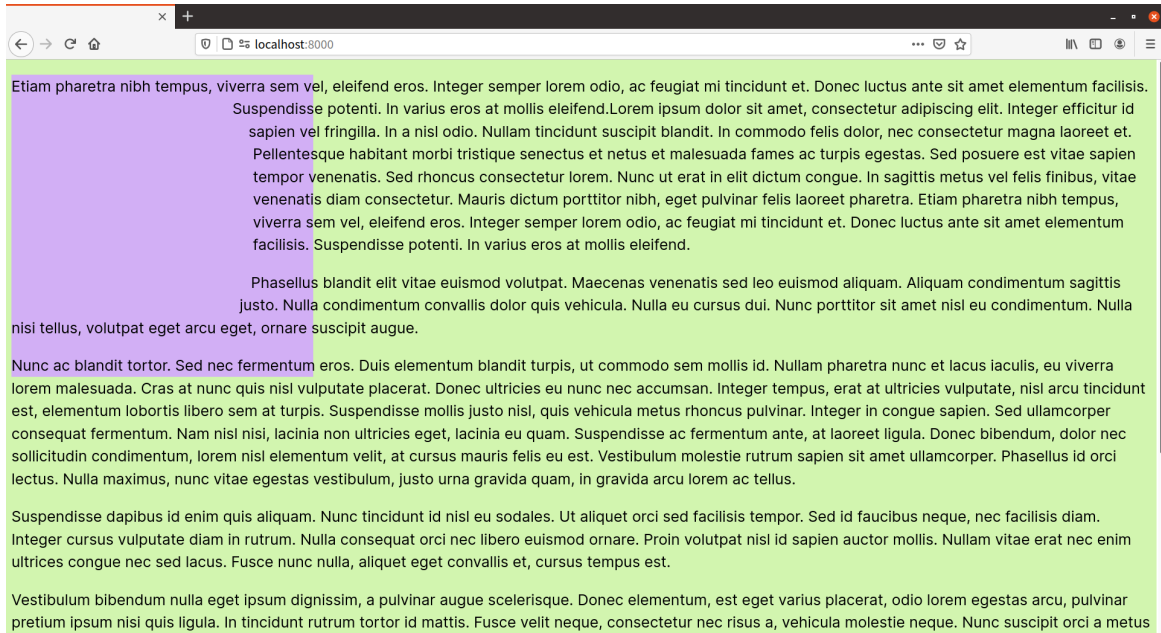 localhost:8000
Etiam pharetra nibh tempus, viverra sem vel, eleifend eros. Integer semper lorem odio, ac feugiat mi tincidunt et. Donec luctus ante sit amet elementum facilisis.
Suspendisse potenti. In varius eros at mollis eleifend.Lorem ipsum dolor sit amet, consectetur adipiscing elit. Integer efficitur id
sapien vel fringilla. In a nisl odio. Nullam tincidunt suscipit blandit. In commodo felis dolor, nec consectetur magna laoreet et.
Pellentesque habitant morbi tristique senectus et netus et malesuada fames ac turpis egestas. Sed posuere est vitae sapien
tempor venenatis. Sed rhoncus consectetur lorem. Nunc ut erat in elit dictum congue. In sagittis metus vel felis finibus, vitae
venenatis diam consectetur. Mauris dictum porttitor nibh, eget pulvinar felis laoreet pharetra. Etiam pharetra nibh tempus,
viverra sem vel, eleifend eros. Integer semper lorem odio, ac feugiat mi tincidunt et. Donec luctus ante sit amet elementum
facilisis. Suspendisse potenti. In varius eros at mollis eleifend.
Phasellus blandit elit vitae euismod volutpat. Maecenas venenatis sed leo euismod aliquam. Aliquam condimentum sagittis
justo. Nulla condimentum convallis dolor quis vehicula. Nulla eu cursus dui. Nunc porttitor sit amet nisl eu condimentum. Nulla
nisi tellus, volutpat eget arcu eget, ornare suscipit augue.
Nunc ac blandit tortor. Sed nec fermentum eros. Duis elementum blandit turpis, ut commodo sem mollis id. Nullam pharetra nunc et lacus iaculis, eu viverra
lorem malesuada. Cras at nunc quis nisl vulputate placerat. Donec ultricies eu nunc nec accumsan. Integer tempus, erat at ultricies vulputate, nisl arcu tincidunt
est, elementum lobortis libero sem at turpis. Suspendisse mollis justo nisl, quis vehicula metus rhoncus pulvinar. Integer in congue sapien. Sed ullamcorper
consequat fermentum. Nam nisl nisi, lacinia non ultricies eget, lacinia eu quam. Suspendisse ac fermentum ante, at laoreet ligula. Donec bibendum, dolor nec
sollicitudin condimentum, lorem nisl elementum velit, at cursus mauris felis eu est. Vestibulum molestie rutrum sapien sit amet ullamcorper. Phasellus id orci
lectus. Nulla maximus, nunc vitae egestas vestibulum, justo urna gravida quam, in gravida arcu lorem ac tellus.
Suspendisse dapibus id enim quis aliquam. Nunc tincidunt id nisl eu sodales. Ut aliquet orci sed facilisis tempor. Sed id faucibus neque, nec facilisis diam.
Integer cursus vulputate diam in rutrum. Nulla consequat orci nec libero euismod ornare. Proin volutpat nisl id sapien auctor mollis. Nullam vitae erat nec enim
ultrices congue nec sed lacus. Fusce nunc nulla, aliquet eget convallis et, cursus tempus est.
Vestibulum bibendum nulla eget ipsum dignissim, a pulvinar augue scelerisque. Donec elementum, est eget varius placerat, odio lorem egestas arcu, pulvinar
pretium ipsum nisi quis ligula. In tincidunt rutrum tortor id mattis. Fusce velit neque, consectetur nec risus a, vehicula molestie neque. Nunc suscipit orci a metus